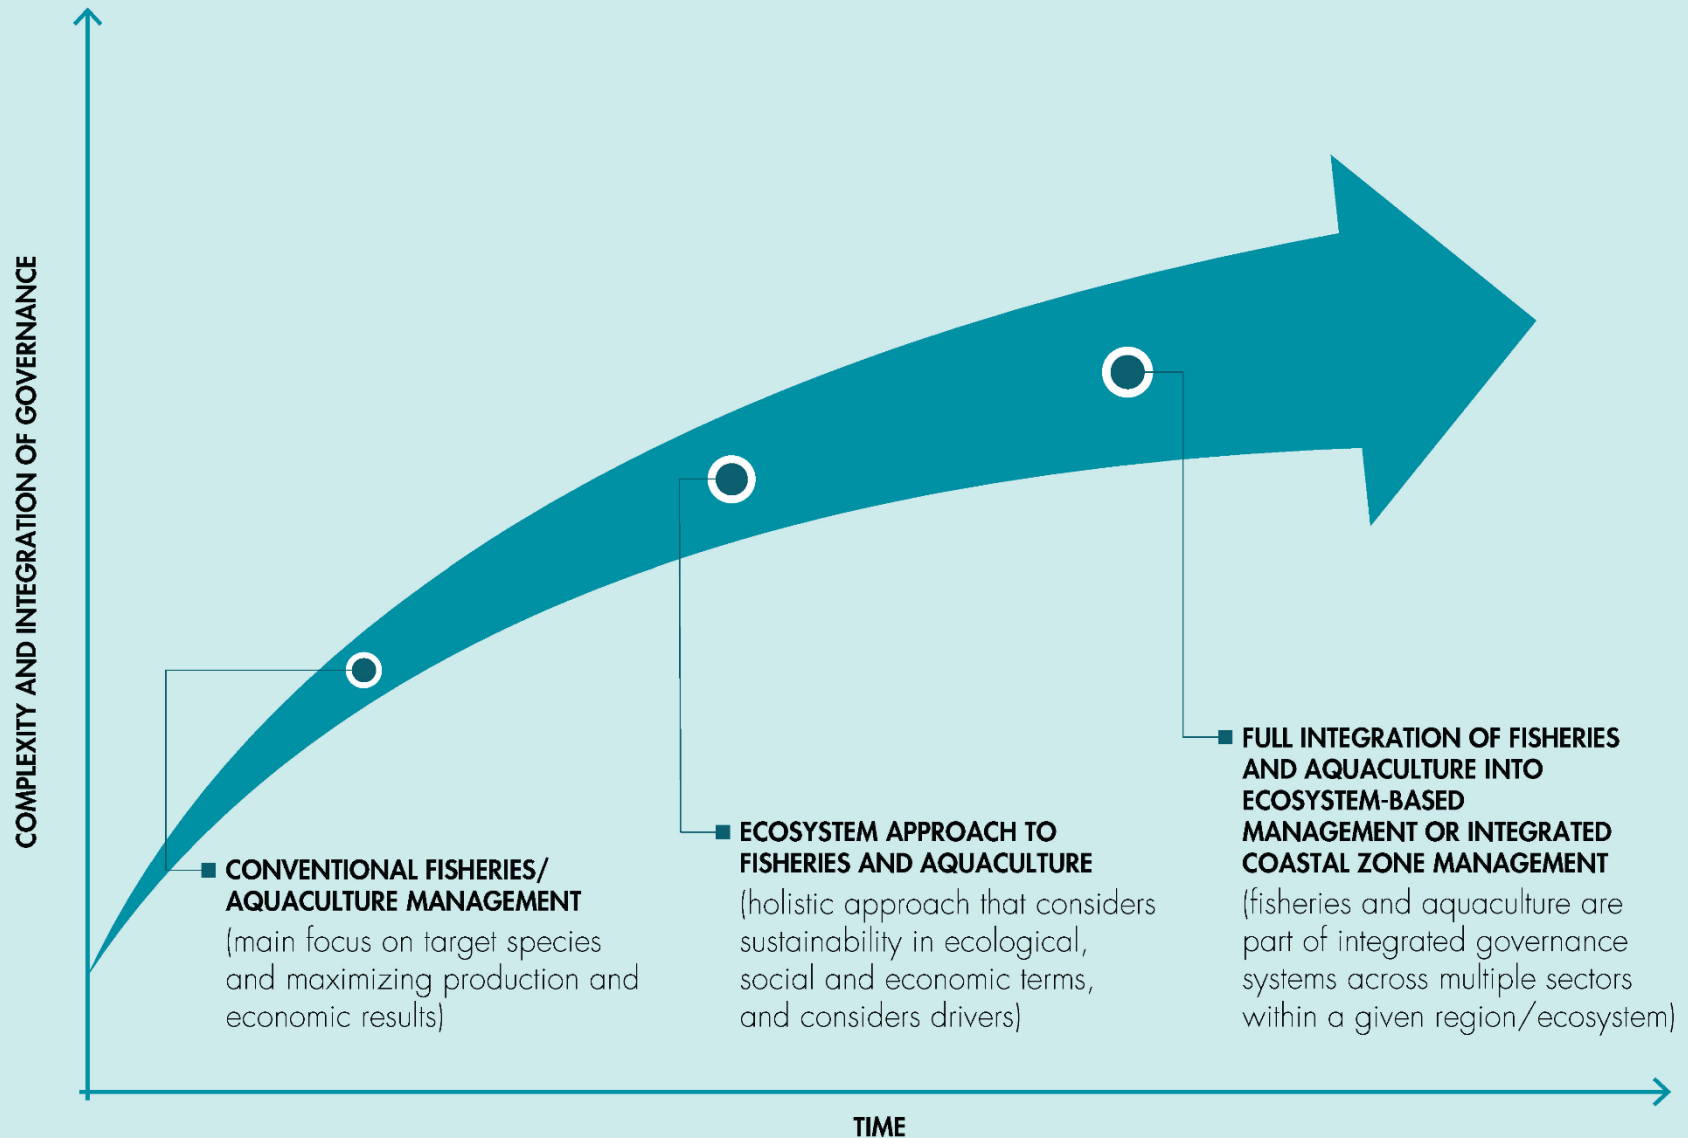 COMPLEXITY AND INTEGRATION OF GOVERNANCE
CONVENTIONAL FISHERIES/
AQUACULTURE MANAGEMENT
(main focus on target species
and maximizing production and
economic results)
ECOSYSTEM APPROACH TO
FISHERIES AND AQUACULTURE
(holistic approach that considers
sustainability in ecological,
social and economic terms,
and considers drivers)
FULL INTEGRATION OF FISHERIES
AND AQUACULTURE INTO
ECOSYSTEM-BASED
MANAGEMENT OR INTEGRATED
COASTAL ZONE MANAGEMENT
(fisheries and aquaculture are
part of integrated governance
systems across multiple sectors
within a given region/ecosystem)
TIME